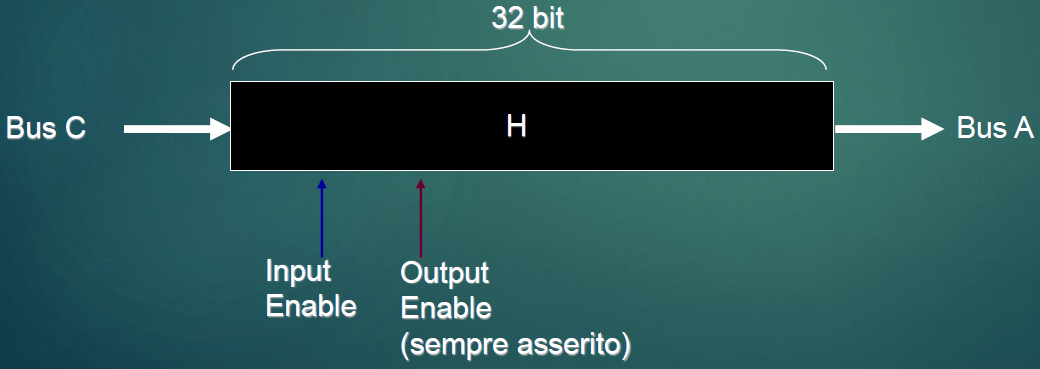 32 bit
Bus C
H
Bus A
Input
Enable
Output
Enable
(sempre asserito)